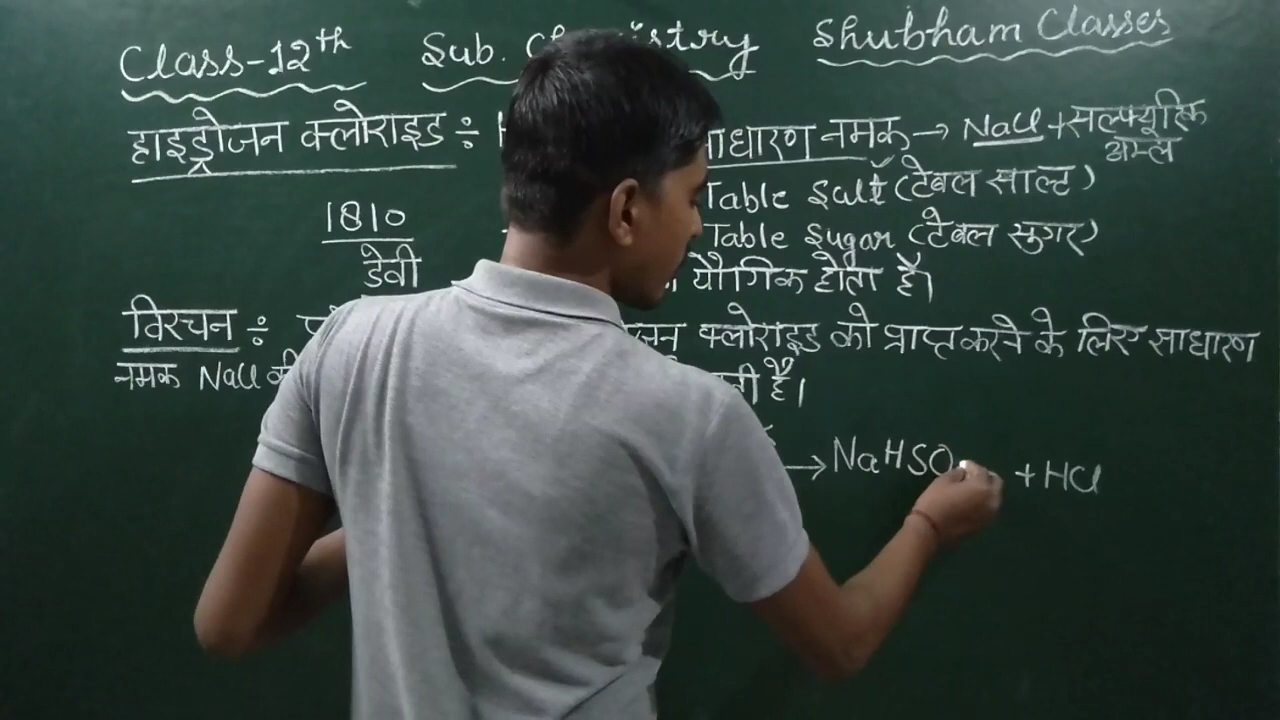 Class-12th Sub. Chemistry Shubham Classes
हाइड्रोजन क्लोराइड ÷ साधारण नमक → NaCl + सल्फ्यूरिक अम्ल
Table Salt (टेबल साल्ट)
1810 Table Sugar (टेबल सुगर)
डेवी यौगिक होता है।
विरचन ÷ क्लोराइड को प्राप्त करने के लिए साधारण
नमक NaCl है।
→ NaHSO + HCl